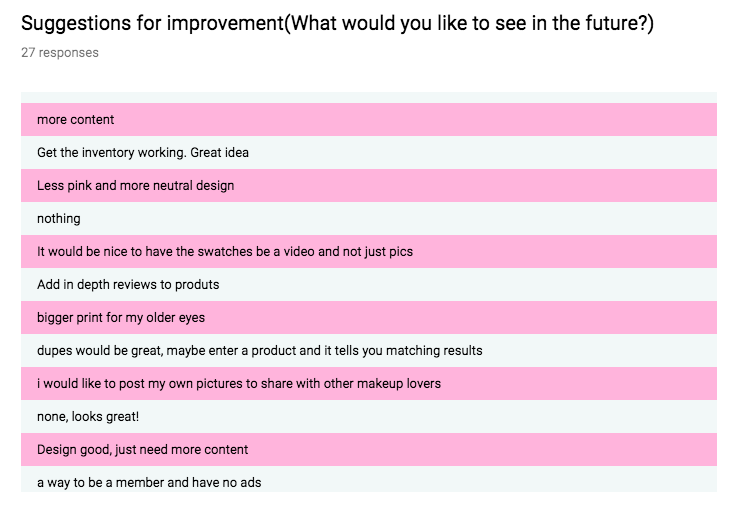 Suggestions for improvement(What would you like to see in the future?)
27 responses
more content
Get the inventory working. Great idea
Less pink and more neutral design
nothing
It would be nice to have the swatches be a video and not just pics
Add in depth reviews to produts
bigger print for my older eyes
dupes would be great, maybe enter a product and it tells you matching results
i would like to post my own pictures to share with other makeup lovers
none, looks great!
Design good, just need more content
a way to be a member and have no ads